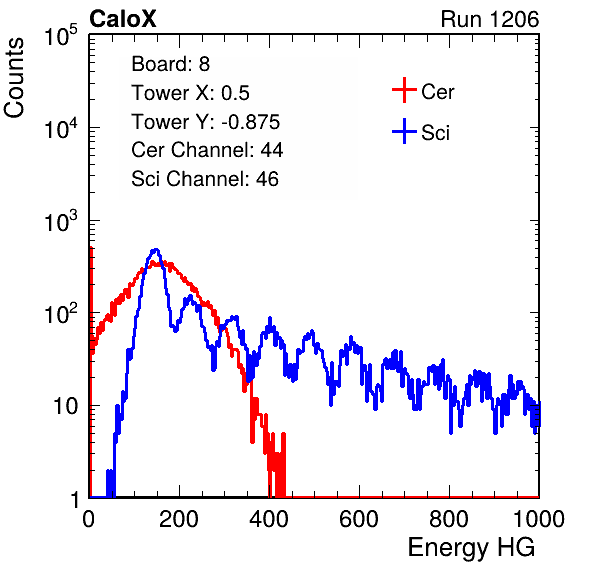 CaloX Run 1206
Counts
10^5
10^4
10^3
10^2
10
1
Board: 8
Tower X: 0.5
Tower Y: -0.875
Cer Channel: 44
Sci Channel: 46
Cer
Sci
0 200 400 600 800 1000
Energy HG